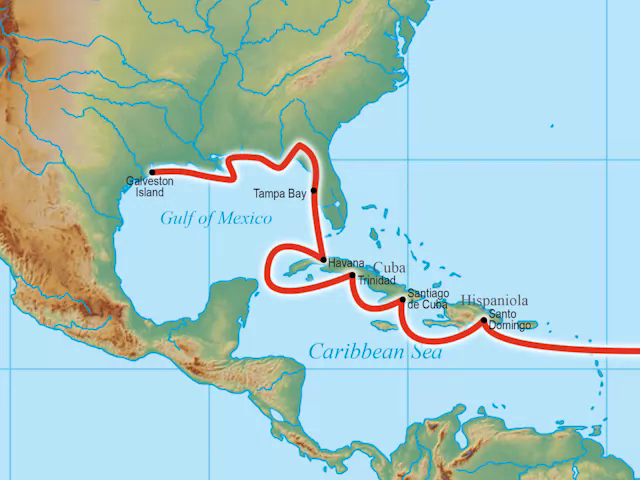 Galveston
Island
Tampa Bay
Gulf of Mexico
Havana
Cuba
Trinidad
Santiago
de Cuba
Hispaniola
Santo
Domingo
Caribbean Sea